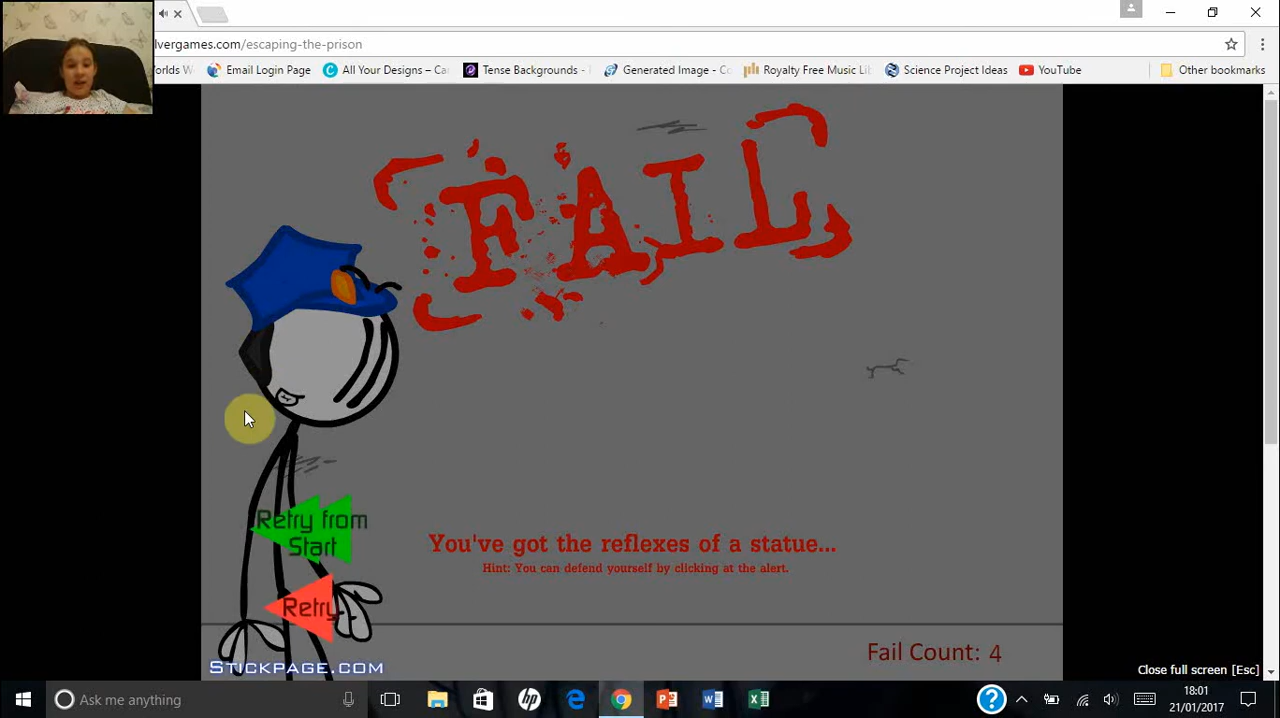 lvergames.com/escaping-the-prison
Worlds W
Email Login Page
All Your Designs – Ca
Tense Backgrounds -
Generated Image - Co
Royalty Free Music Lil
Science Project Ideas
YouTube
Other bookmarks
FAIL
Retry from
Start
You've got the reflexes of a statue...
Hint: You can defend yourself by clicking at the alert.
Retry
Fail Count: 4
STICKPAGE.COM
Close full screen [Esc]
Ask me anything
18:01
21/01/2017